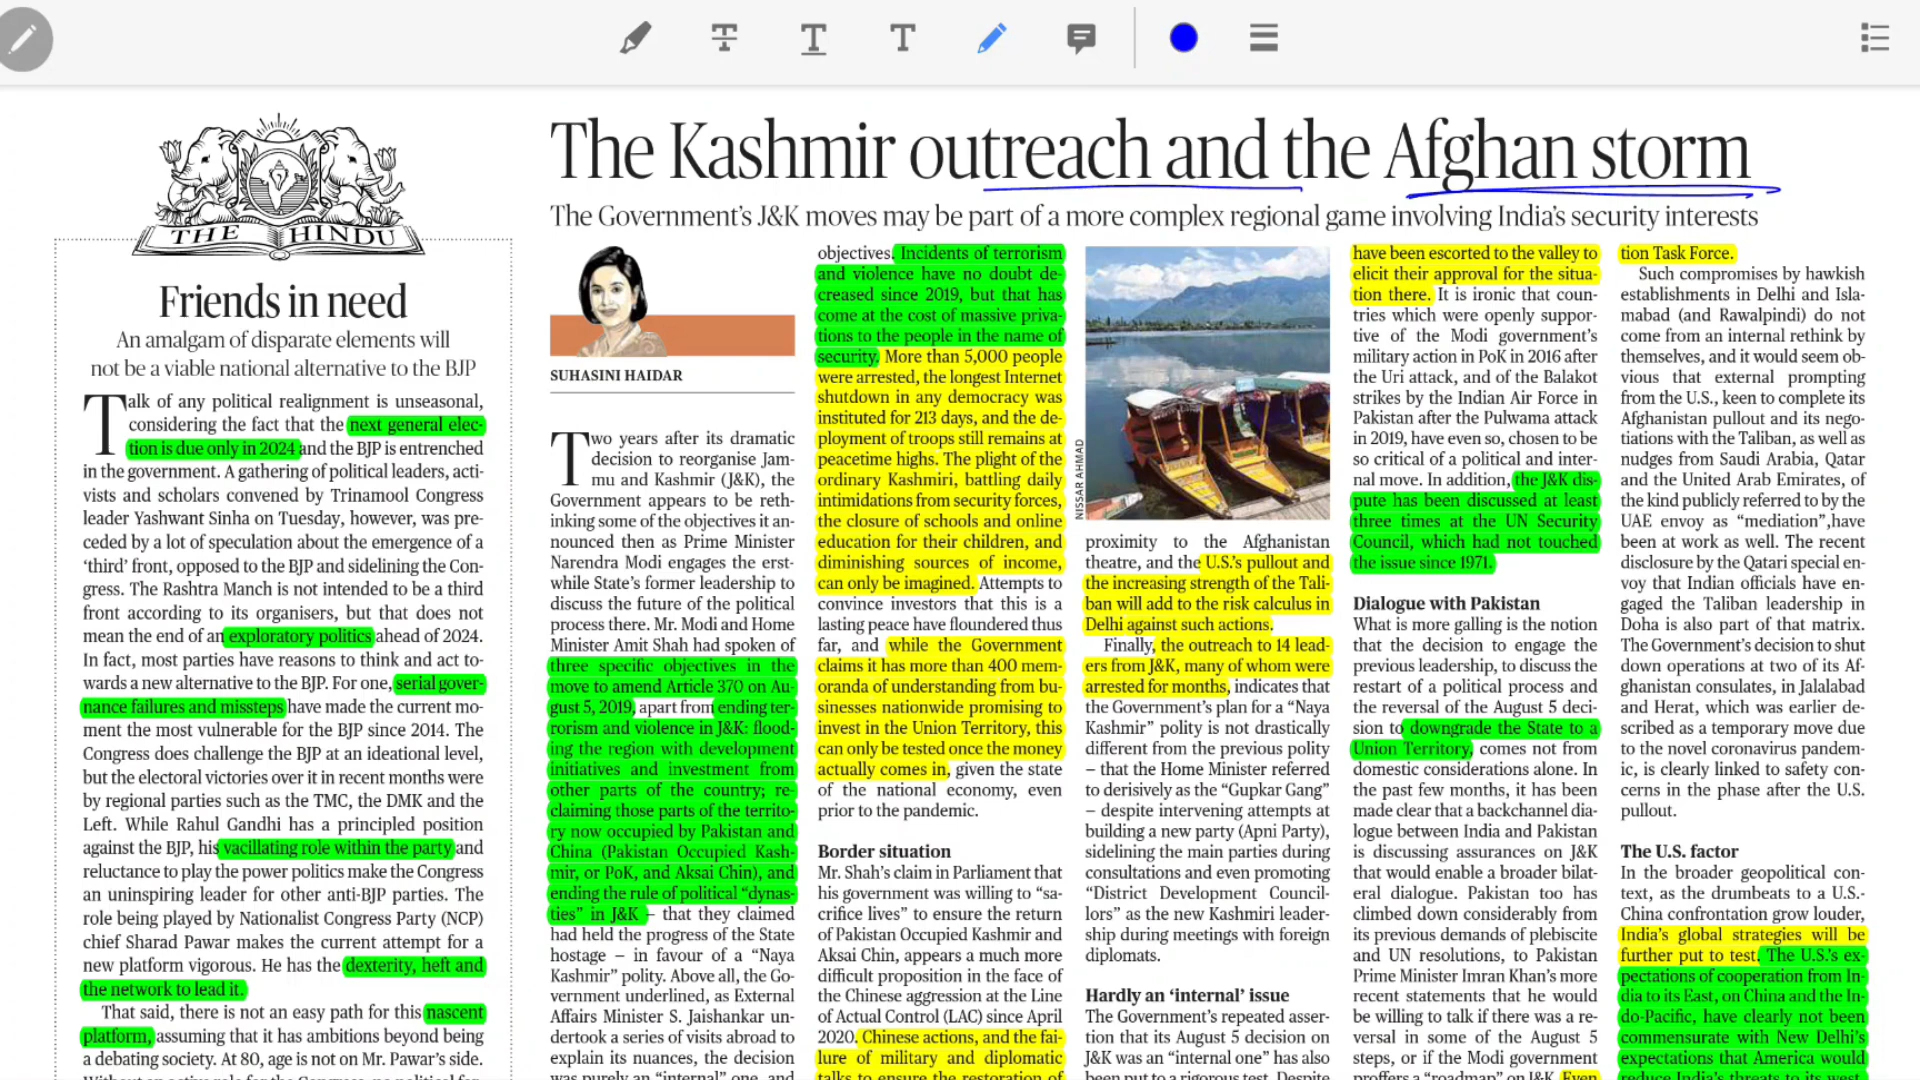 THE HINDU
Friends in need
An amalgam of disparate elements will
not be a viable national alternative to the BJP
Talk of any political realignment is unseasonal,
considering the fact that the next general elec-
tion is due only in 2024 and the BJP is entrenched
in the government. A gathering of political leaders, acti-
vists and scholars convened by Trinamool Congress
leader Yashwant Sinha on Tuesday, however, was pre-
ceded by a lot of speculation about the emergence of a
‘third’ front, opposed to the BJP and sidelining the Con-
gress. The Rashtra Manch is not intended to be a third
front according to its organisers, but that does not
mean the end of an exploratory politics ahead of 2024.
In fact, most parties have reasons to think and act to-
wards a new alternative to the BJP. For one, serial gover-
nance failures and missteps have made the current mo-
ment the most vulnerable for the BJP since 2014. The
Congress does challenge the BJP at an ideational level,
but the electoral victories over it in recent months were
by regional parties such as the TMC, the DMK and the
Left. While Rahul Gandhi has a principled position
against the BJP, his vacillating role within the party and
reluctance to play the power politics make the Congress
an uninspiring leader for other anti-BJP parties. The
role being played by Nationalist Congress Party (NCP)
chief Sharad Pawar makes the current attempt for a
new platform vigorous. He has the dexterity, heft and
the network to lead it.
That said, there is not an easy path for this nascent
platform, assuming that it has ambitions beyond being
a debating society. At 80, age is not on Mr. Pawar’s side.
The Kashmir outreach and the Afghan storm
The Government’s J&K moves may be part of a more complex regional game involving India’s security interests
SUHASINI HAIDAR
Two years after its dramatic
decision to reorganise Jam-
mu and Kashmir (J&K), the
Government appears to be reth-
inking some of the objectives it an-
nounced then as Prime Minister
Narendra Modi engages the erst-
while State’s former leadership to
discuss the future of the political
process there. Mr. Modi and Home
Minister Amit Shah had spoken of
three specific objectives in the
move to amend Article 370 on Au-
gust 5, 2019, apart from ending ter-
rorism and violence in J&K: flood-
ing the region with development
initiatives and investment from
other parts of the country; re-
claiming those parts of the territo-
ry now occupied by Pakistan and
China (Pakistan Occupied Kash-
mir, or PoK, and Aksai Chin), and
ending the rule of political “dynas-
ties” in J&K – that they claimed
had held the progress of the State
hostage – in favour of a “Naya
Kashmir” polity. Above all, the Go-
vernment underlined, as External
Affairs Minister S. Jaishankar un-
dertook a series of visits abroad to
explain its nuances, the decision
was purely an “internal” one, and
objectives. Incidents of terrorism
and violence have no doubt de-
creased since 2019, but that has
come at the cost of massive priva-
tions to the people in the name of
security. More than 5,000 people
were arrested, the longest Internet
shutdown in any democracy was
instituted for 213 days, and the de-
ployment of troops still remains at
peacetime highs. The plight of the
ordinary Kashmiri, battling daily
intimidations from security forces,
the closure of schools and online
education for their children, and
diminishing sources of income,
can only be imagined. Attempts to
convince investors that this is a
lasting peace have floundered thus
far, and while the Government
claims it has more than 400 mem-
oranda of understanding from bu-
sinesses nationwide promising to
invest in the Union Territory, this
can only be tested once the money
actually comes in, given the state
of the national economy, even
prior to the pandemic.
Border situation
Mr. Shah’s claim in Parliament that
his government was willing to “sa-
crifice lives” to ensure the return
of Pakistan Occupied Kashmir and
Aksai Chin, appears a much more
difficult proposition in the face of
the Chinese aggression at the Line
of Actual Control (LAC) since April
2020. Chinese actions, and the fai-
lure of military and diplomatic
talks to ensure the restoration of
NISSAR AHMAD
proximity to the Afghanistan
theatre, and the U.S.’s pullout and
the increasing strength of the Tali-
ban will add to the risk calculus in
Delhi against such actions.
Finally, the outreach to 14 lead-
ers from J&K, many of whom were
arrested for months, indicates that
the Government’s plan for a “Naya
Kashmir” polity is not drastically
different from the previous polity
– that the Home Minister referred
to derisively as the “Gupkar Gang”
– despite intervening attempts at
building a new party (Apni Party),
sidelining the main parties during
consultations and even promoting
“District Development Council-
lors” as the new Kashmiri leader-
ship during meetings with foreign
diplomats.
Hardly an ‘internal’ issue
The Government’s repeated asser-
tion that its August 5 decision on
J&K was an “internal one” has also
been put to a rigorous test. Despite
have been escorted to the valley to
elicit their approval for the situa-
tion there. It is ironic that coun-
tries which were openly suppor-
tive of the Modi government’s
military action in PoK in 2016 after
the Uri attack, and of the Balakot
strikes by the Indian Air Force in
Pakistan after the Pulwama attack
in 2019, have even so, chosen to be
so critical of a political and inter-
nal move. In addition, the J&K dis-
pute has been discussed at least
three times at the UN Security
Council, which had not touched
the issue since 1971.
Dialogue with Pakistan
What is more galling is the notion
that the decision to engage the
previous leadership, to discuss the
restart of a political process and
the reversal of the August 5 deci-
sion to downgrade the State to a
Union Territory, comes not from
domestic considerations alone. In
the past few months, it has been
made clear that a backchannel dia-
logue between India and Pakistan
is discussing assurances on J&K
that would enable a broader bilat-
eral dialogue. Pakistan too has
climbed down considerably from
its previous demands of plebiscite
and UN resolutions, to Pakistan
Prime Minister Imran Khan’s more
recent statements that he would
be willing to talk if there was a re-
versal in some of the August 5
steps, or if the Modi government
proffers a “roadmap” on J&K. Even
tion Task Force.
Such compromises by hawkish
establishments in Delhi and Isla-
mabad (and Rawalpindi) do not
come from an internal rethink by
themselves, and it would seem ob-
vious that external prompting
from the U.S., keen to complete its
Afghanistan pullout and its nego-
tiations with the Taliban, as well as
nudges from Saudi Arabia, Qatar
and the United Arab Emirates, of
the kind publicly referred to by the
UAE envoy as “mediation”,have
been at work as well. The recent
disclosure by the Qatari special en-
voy that Indian officials have en-
gaged the Taliban leadership in
Doha is also part of that matrix.
The Government’s decision to shut
down operations at two of its Af-
ghanistan consulates, in Jalalabad
and Herat, which was earlier de-
scribed as a temporary move due
to the novel coronavirus pandem-
ic, is clearly linked to safety con-
cerns in the phase after the U.S.
pullout.
The U.S. factor
In the broader geopolitical con-
text, as the drumbeats to a U.S.-
China confrontation grow louder,
India’s global strategies will be
further put to test. The U.S.’s ex-
pectations of cooperation from In-
dia to its East, on China and the In-
do-Pacific, have clearly not been
commensurate with New Delhi’s
expectations that America would
reduce India’s threats to its west